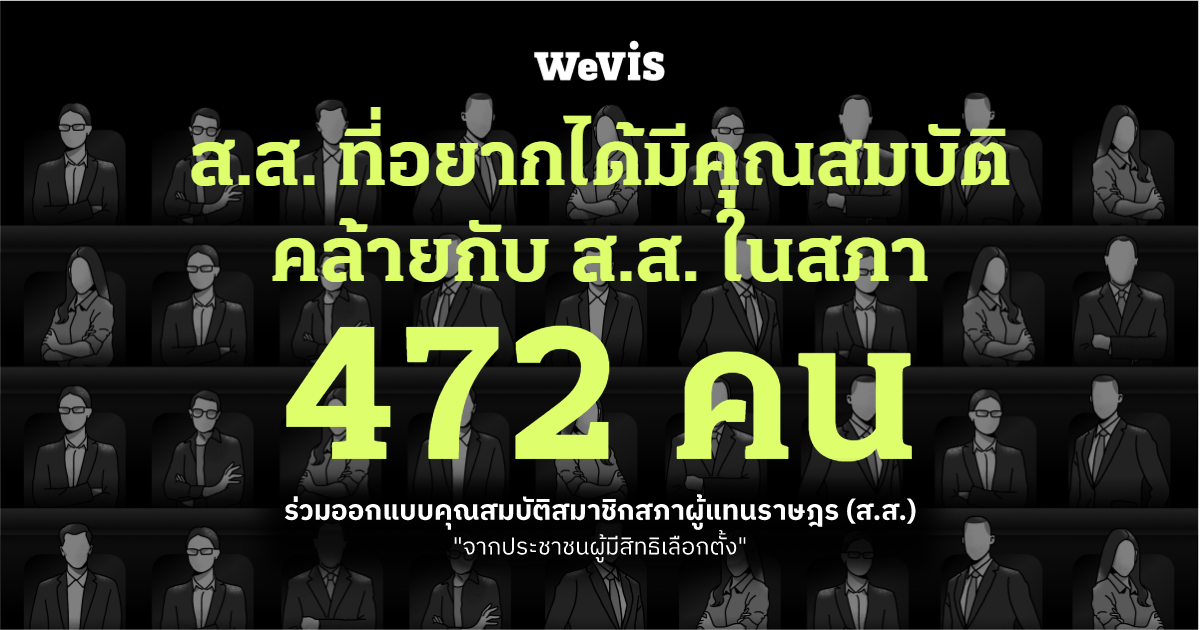 WeVIS
ส.ส. ที่อยากได้มีคุณสมบัติ
คล้ายกับ ส.ส. ในสภา
472 คน
ร่วมออกแบบคุณสมบัติสมาชิกสภาผู้แทนราษฎร (ส.ส.)
"จากประชาชนผู้มีสิทธิเลือกตั้ง"